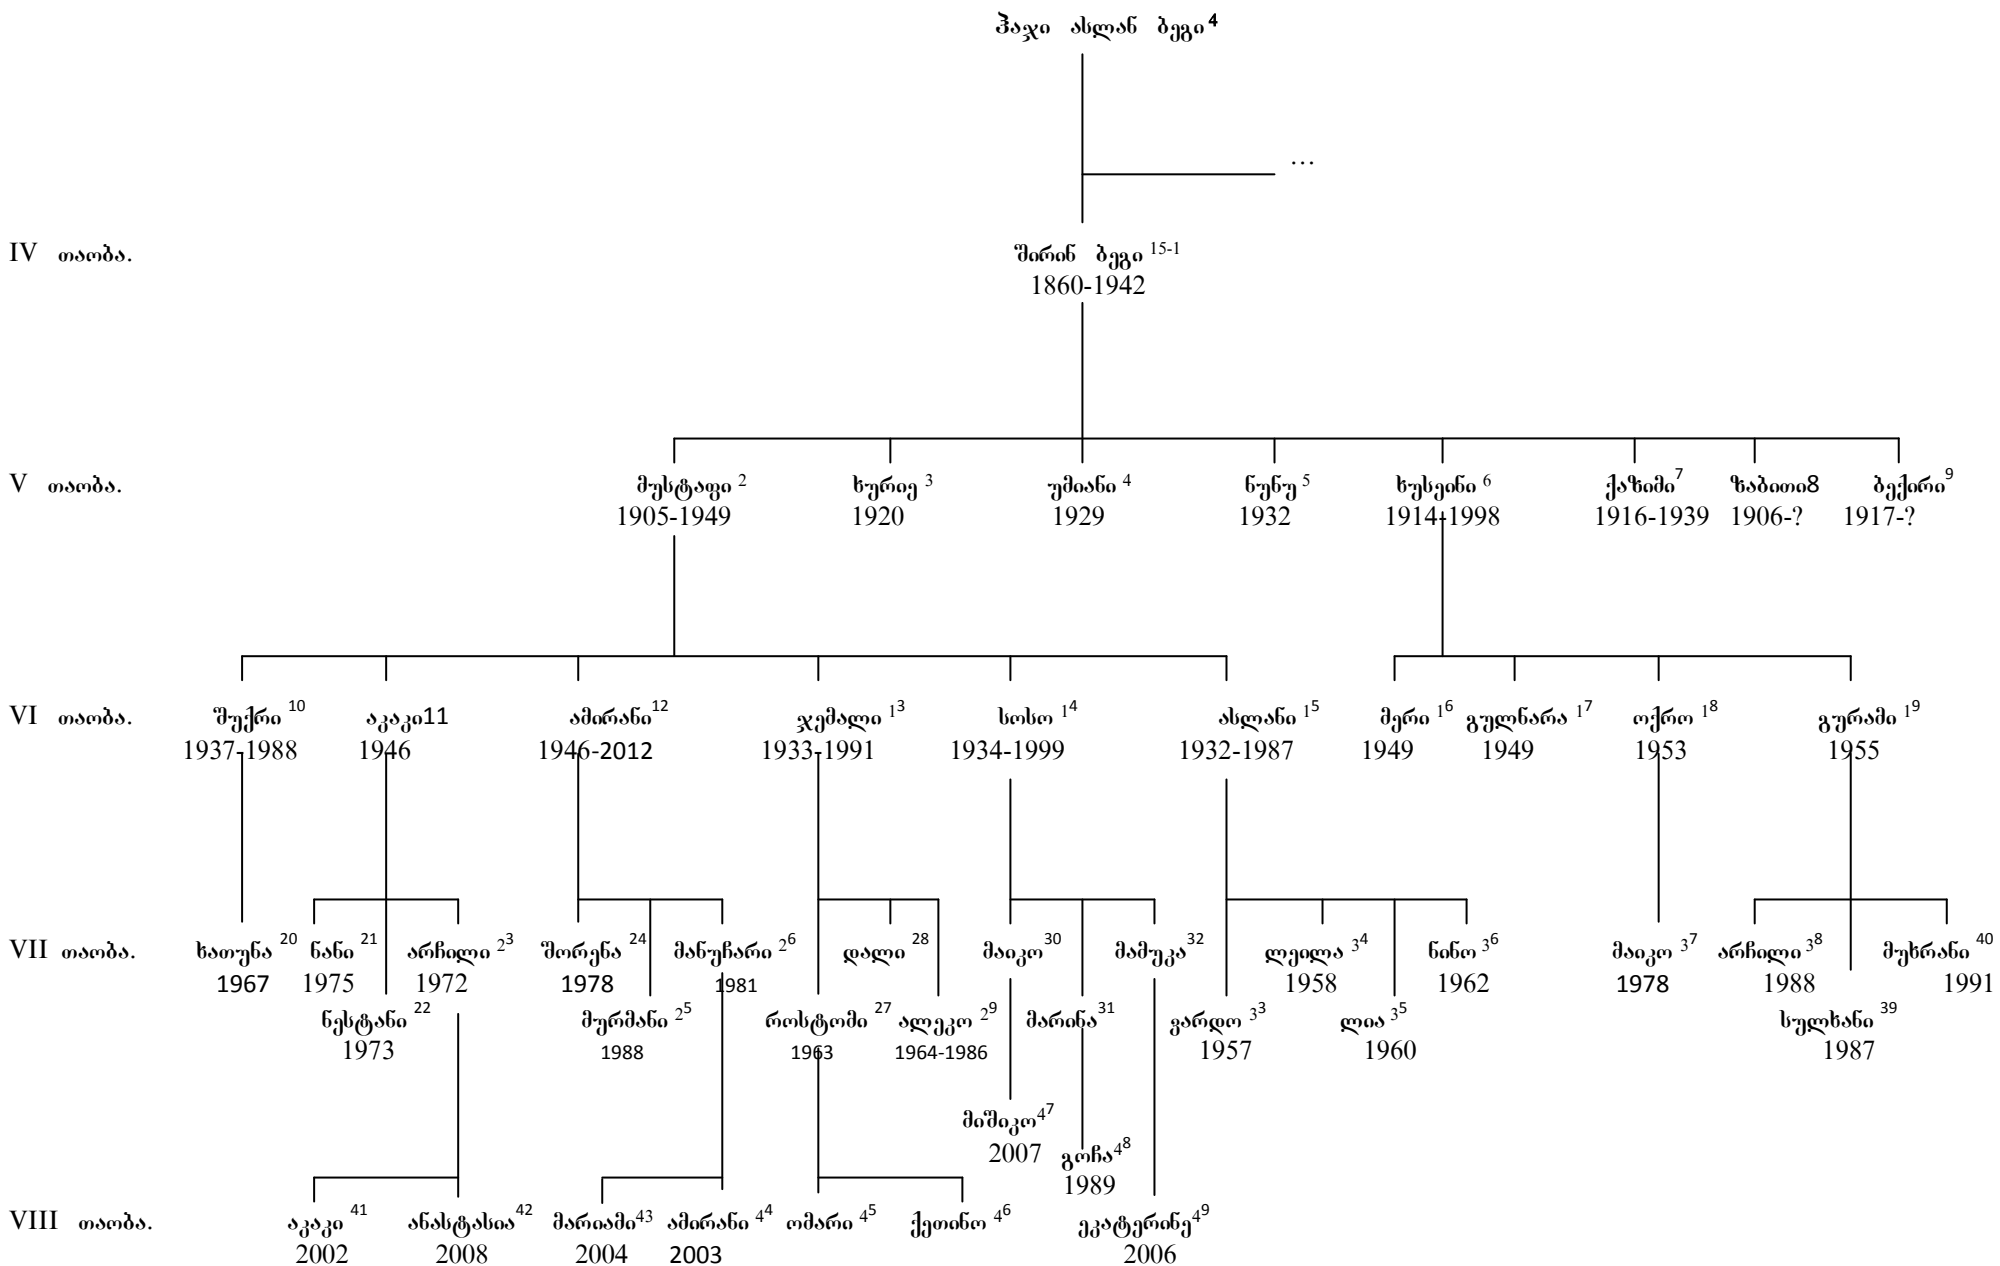 ჰაჯი ასლან ბეგი 4
...
IV თაობა. შირინ ბეგი 15-1
1860-1942
V თაობა. მუსტაფი 2 ხურიე 3 უმიანი 4 ნუნუ 5 ხუსეინი 6 ქაზიმი 7 ზაბითი8 ბექირი 9
1905-1949 1920 1929 1932 1914-1998 1916-1939 1906-? 1917-?
VI თაობა. შუქრი 10 აკაკი11 ამირანი 12 ჯემალი 13 სოსო 14 ასლანი 15 მერი 16 გულნარა 17 ოქრო 18 გურამი 19
1937-1988 1946 1946-2012 1933-1991 1934-1999 1932-1987 1949 1949 1953 1955
VII თაობა. ხათუნა 20 ნანი 21 არჩილი 23 შორენა 24 მანუჩარი 26 დალი 28 მაიკო 30 მამუკა 32 ლეილა 34 ნინო 36 მაიკო 37 არჩილი 38 მუხრანი 40
1967 1975 1972 1978 1981 1958 1962 1978 1988 1991
ნესტანი 22 მურმანი 25 როსტომი 27 ალეკო 29 მარინა 31 ვარდო 33 ლია 35 სულხანი 39
1973 1988 1963 1964-1986 1957 1960 1987
მიშიკო 47
2007
გოჩა 48
1989
VIII თაობა. აკაკი 41 ანასტასია 42 მარიამი 43 ამირანი 44 ომარი 45 ქეთინო 46 ეკატერინე 49
2002 2008 2004 2003 2006